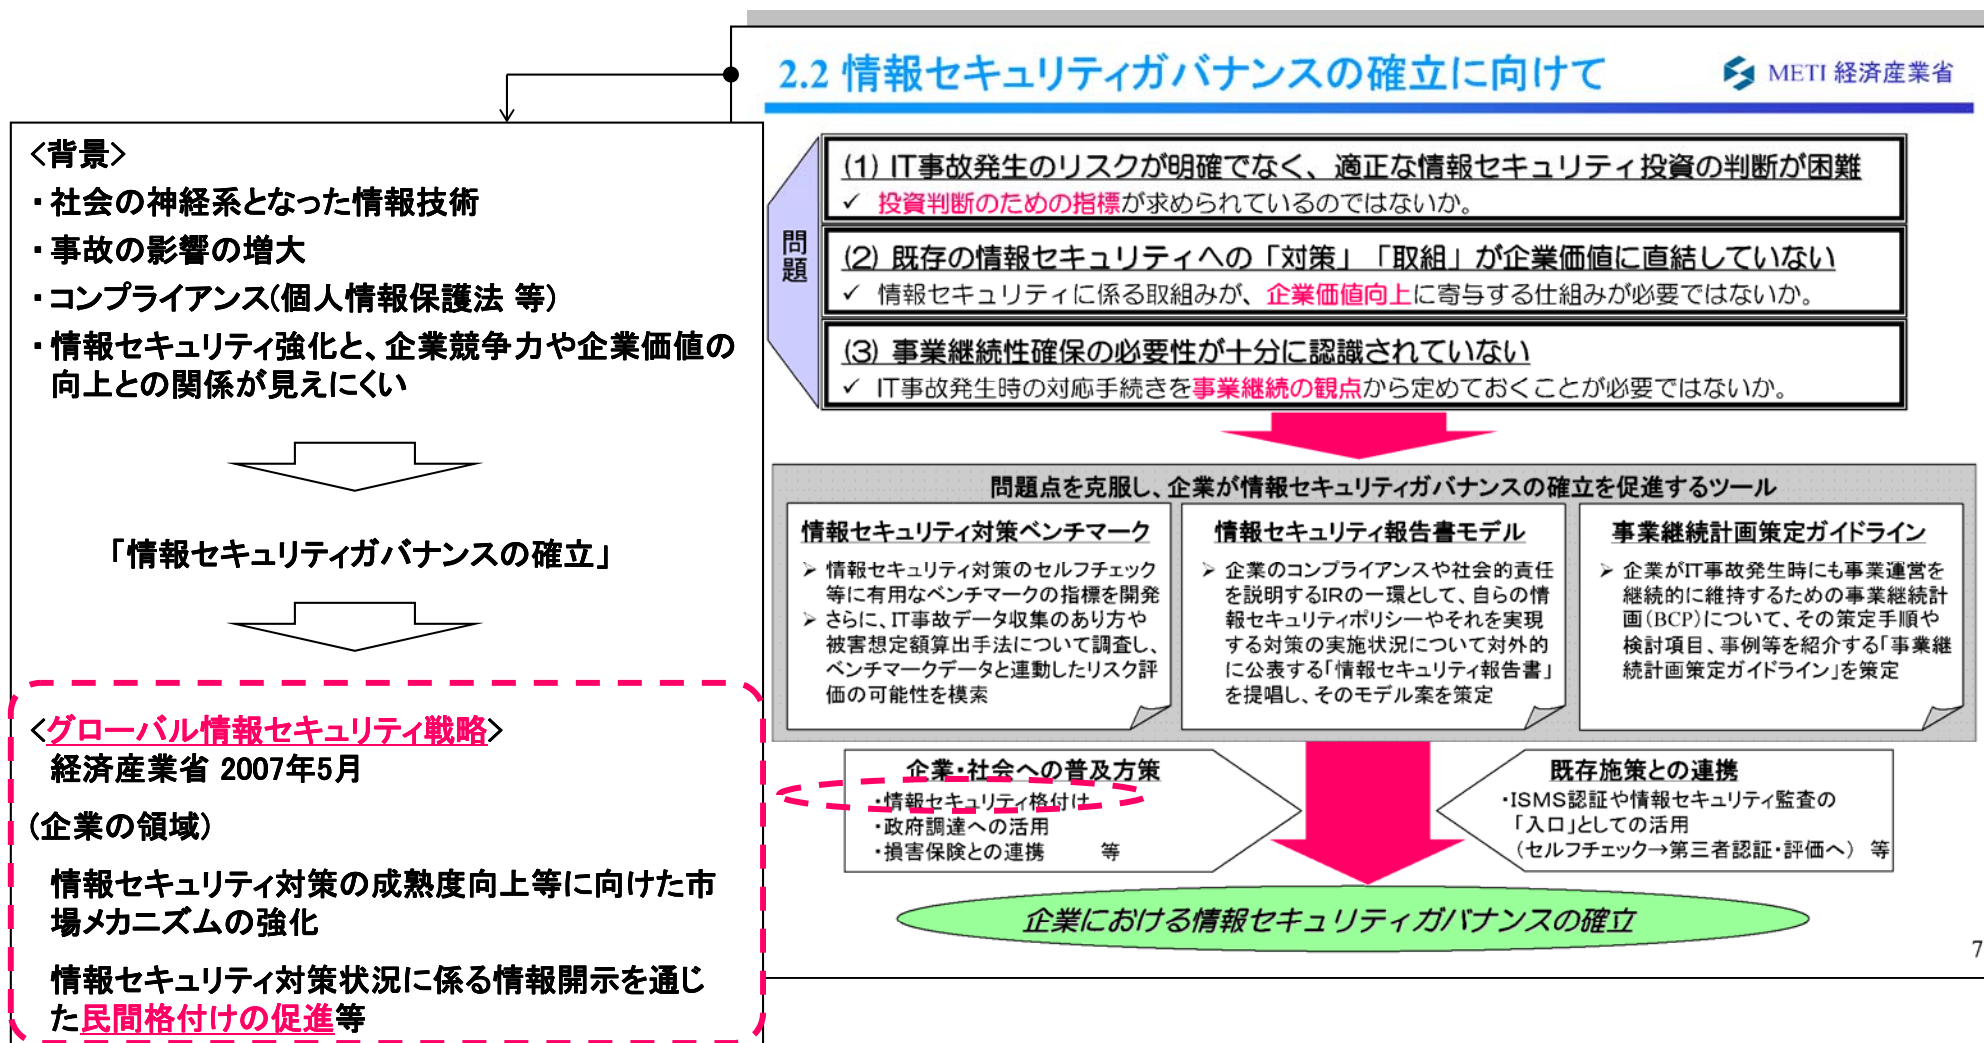 <背景>
・社会の神経系となった情報技術
・事故の影響の増大
・コンプライアンス(個人情報保護法 等)
・情報セキュリティ強化と、企業競争力や企業価値の
向上との関係が見えにくい
「情報セキュリティガバナンスの確立」
<グローバル情報セキュリティ戦略>
経済産業省 2007年5月
(企業の領域)
情報セキュリティ対策の成熟度向上等に向けた市
場メカニズムの強化
情報セキュリティ対策状況に係る情報開示を通じ
た民間格付けの促進等
2.2 情報セキュリティガバナンスの確立に向けて
METI 経済産業省
問題
(1) IT事故発生のリスクが明確でなく、適正な情報セキュリティ投資の判断が困難
✓ 投資判断のための指標が求められているのではないか。
(2) 既存の情報セキュリティへの「対策」「取組」が企業価値に直結していない
✓ 情報セキュリティに係る取組みが、企業価値向上に寄与する仕組みが必要ではないか。
(3) 事業継続性確保の必要性が十分に認識されていない
✓ IT事故発生時の対応手続きを事業継続の観点から定めておくことが必要ではないか。
問題点を克服し、企業が情報セキュリティガバナンスの確立を促進するツール
情報セキュリティ対策ベンチマーク
➢ 情報セキュリティ対策のセルフチェック
等に有用なベンチマークの指標を開発
➢ さらに、IT事故データ収集のあり方や
被害想定額算出手法について調査し、
ベンチマークデータと連動したリスク評
価の可能性を模索
情報セキュリティ報告書モデル
➢ 企業のコンプライアンスや社会的責任
を説明するIRの一環として、自らの情
報セキュリティポリシーやそれを実現
する対策の実施状況について対外的
に公表する「情報セキュリティ報告書」
を提唱し、そのモデル案を策定
事業継続計画策定ガイドライン
➢ 企業がIT事故発生時にも事業運営を
継続的に維持するための事業継続計
画(BCP)について、その策定手順や
検討項目、事例等を紹介する「事業継
続計画策定ガイドライン」を策定
企業・社会への普及方策
・情報セキュリティ格付け
・政府調達への活用
・損害保険との連携 等
既存施策との連携
・ISMS認証や情報セキュリティ監査の
「入口」としての活用
(セルフチェック→第三者認証・評価へ) 等
企業における情報セキュリティガバナンスの確立
7